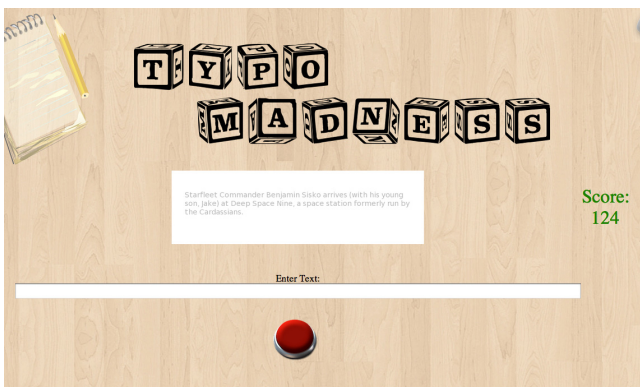 TYPO
MADNESS
Starfleet Commander Benjamin Sisko arrives (with his young
son, Jake) at Deep Space Nine, a space station formerly run by
the Cardassians.
Score:
124
Enter Text: